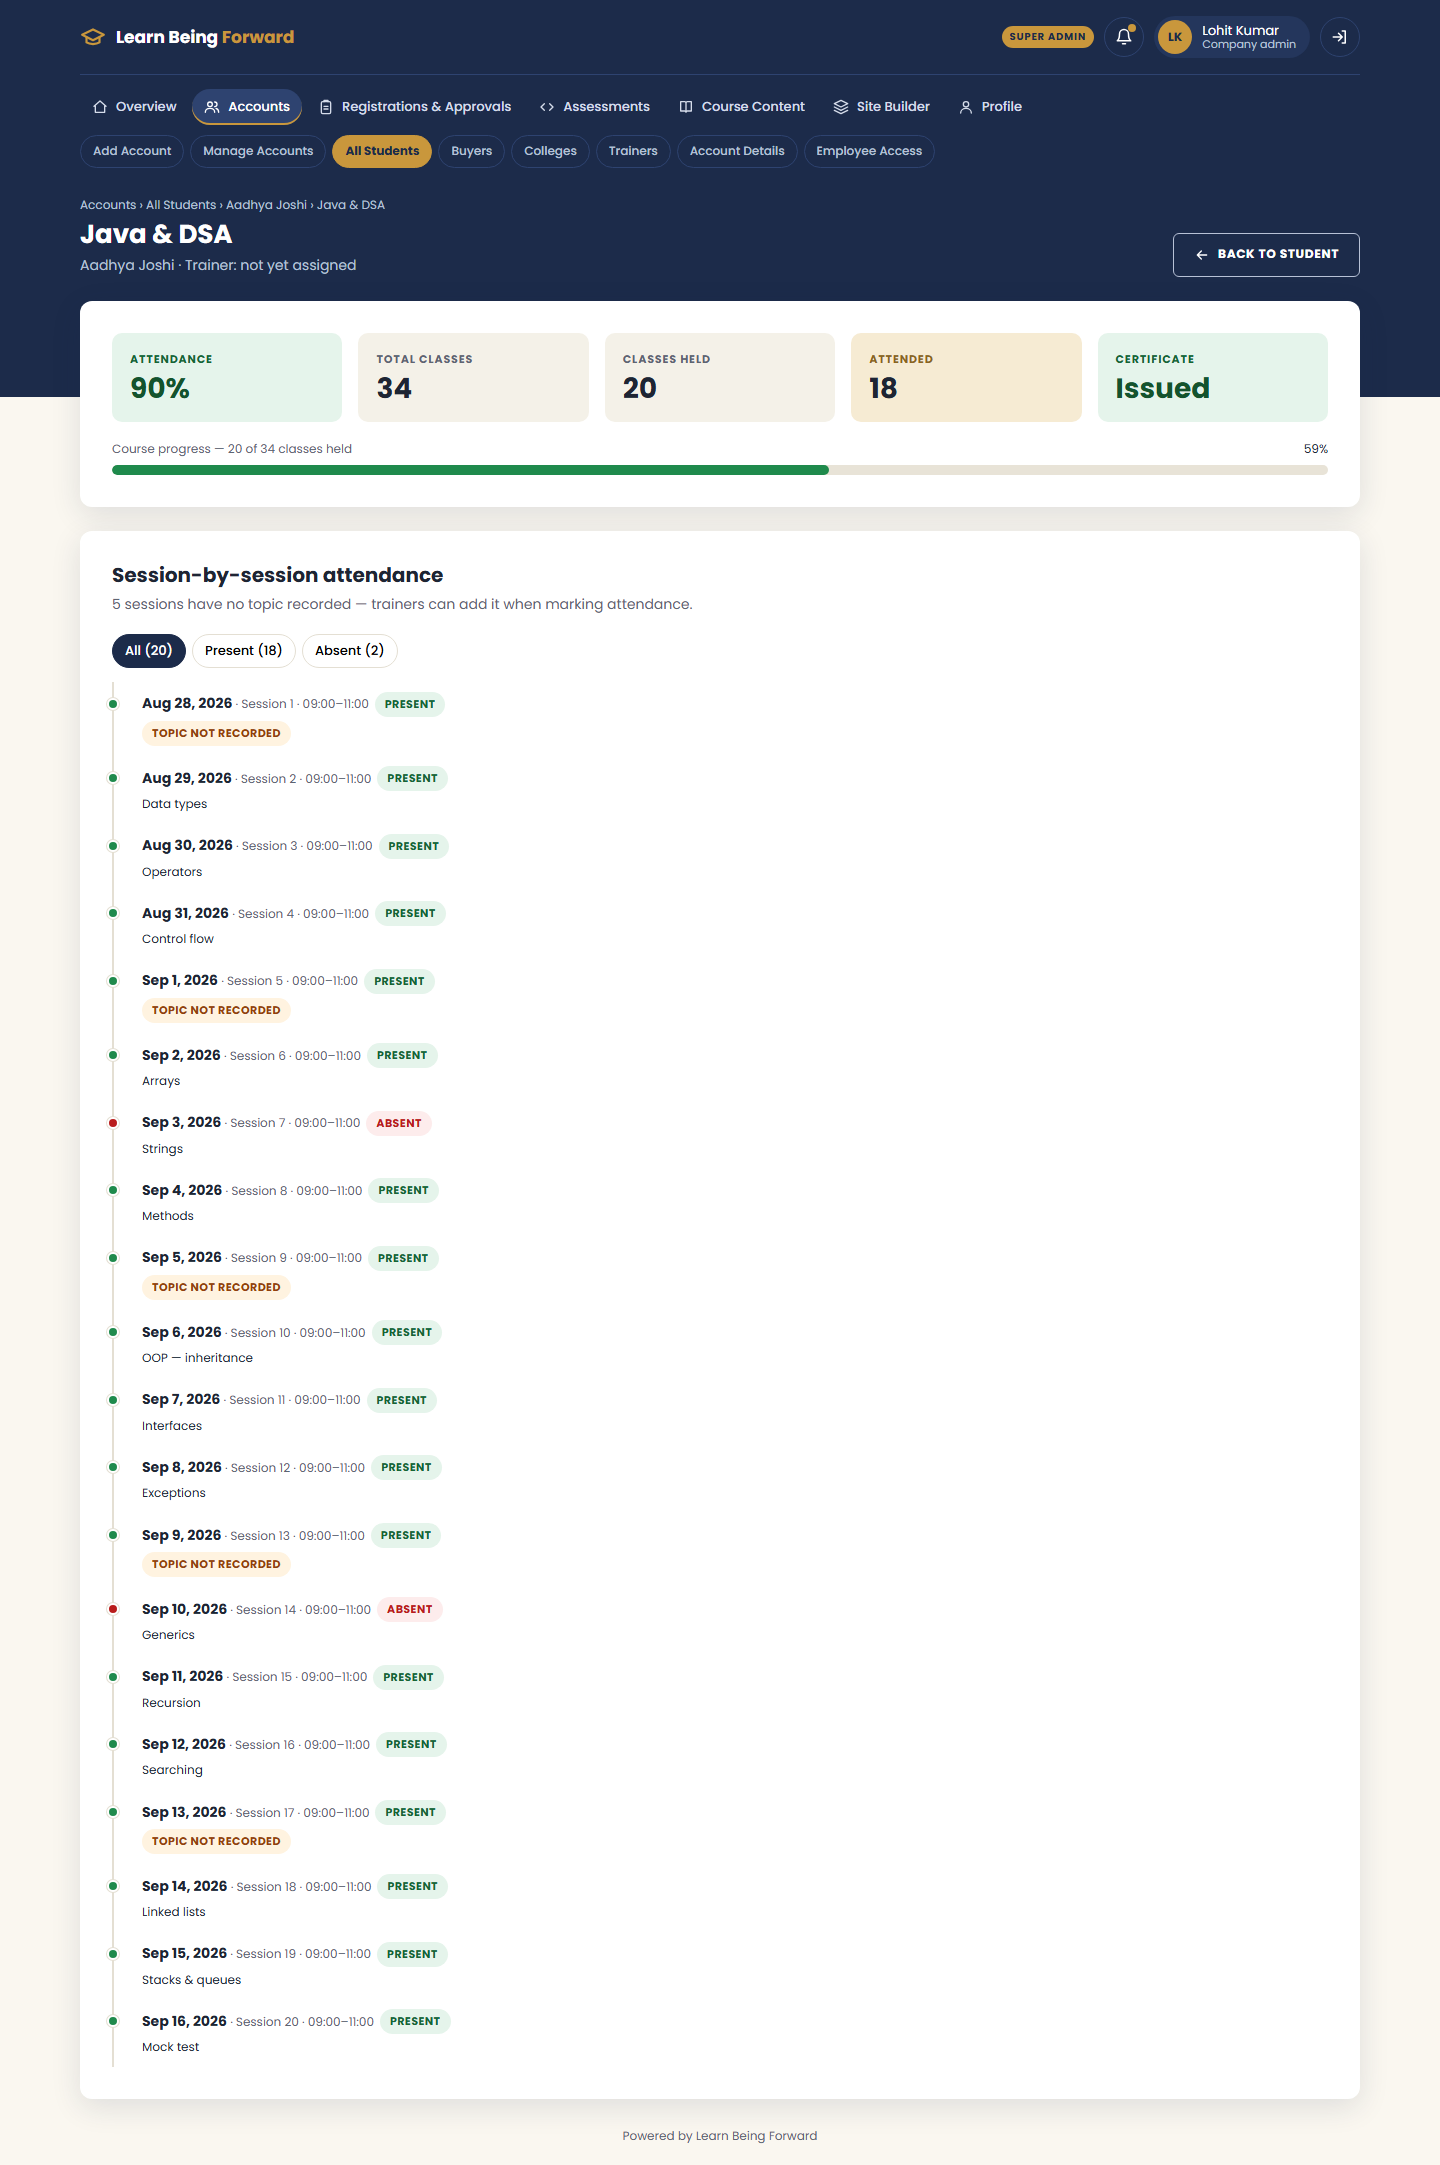 Learn Being Forward
SUPER ADMIN
LK
Lohit Kumar
Company admin
Overview
Accounts
Registrations & Approvals
Assessments
Course Content
Site Builder
Profile
Add Account
Manage Accounts
All Students
Buyers
Colleges
Trainers
Account Details
Employee Access
Accounts › All Students › Aadhya Joshi › Java & DSA
Java & DSA
Aadhya Joshi · Trainer: not yet assigned
← BACK TO STUDENT
ATTENDANCE
90%
TOTAL CLASSES
34
CLASSES HELD
20
ATTENDED
18
CERTIFICATE
Issued
Course progress — 20 of 34 classes held
59%
Session-by-session attendance
5 sessions have no topic recorded — trainers can add it when marking attendance.
All (20)
Present (18)
Absent (2)
Aug 28, 2026 · Session 1 · 09:00–11:00 PRESENT
TOPIC NOT RECORDED
Aug 29, 2026 · Session 2 · 09:00–11:00 PRESENT
Data types
Aug 30, 2026 · Session 3 · 09:00–11:00 PRESENT
Operators
Aug 31, 2026 · Session 4 · 09:00–11:00 PRESENT
Control flow
Sep 1, 2026 · Session 5 · 09:00–11:00 PRESENT
TOPIC NOT RECORDED
Sep 2, 2026 · Session 6 · 09:00–11:00 PRESENT
Arrays
Sep 3, 2026 · Session 7 · 09:00–11:00 ABSENT
Strings
Sep 4, 2026 · Session 8 · 09:00–11:00 PRESENT
Methods
Sep 5, 2026 · Session 9 · 09:00–11:00 PRESENT
TOPIC NOT RECORDED
Sep 6, 2026 · Session 10 · 09:00–11:00 PRESENT
OOP — inheritance
Sep 7, 2026 · Session 11 · 09:00–11:00 PRESENT
Interfaces
Sep 8, 2026 · Session 12 · 09:00–11:00 PRESENT
Exceptions
Sep 9, 2026 · Session 13 · 09:00–11:00 PRESENT
TOPIC NOT RECORDED
Sep 10, 2026 · Session 14 · 09:00–11:00 ABSENT
Generics
Sep 11, 2026 · Session 15 · 09:00–11:00 PRESENT
Recursion
Sep 12, 2026 · Session 16 · 09:00–11:00 PRESENT
Searching
Sep 13, 2026 · Session 17 · 09:00–11:00 PRESENT
TOPIC NOT RECORDED
Sep 14, 2026 · Session 18 · 09:00–11:00 PRESENT
Linked lists
Sep 15, 2026 · Session 19 · 09:00–11:00 PRESENT
Stacks & queues
Sep 16, 2026 · Session 20 · 09:00–11:00 PRESENT
Mock test
Powered by Learn Being Forward